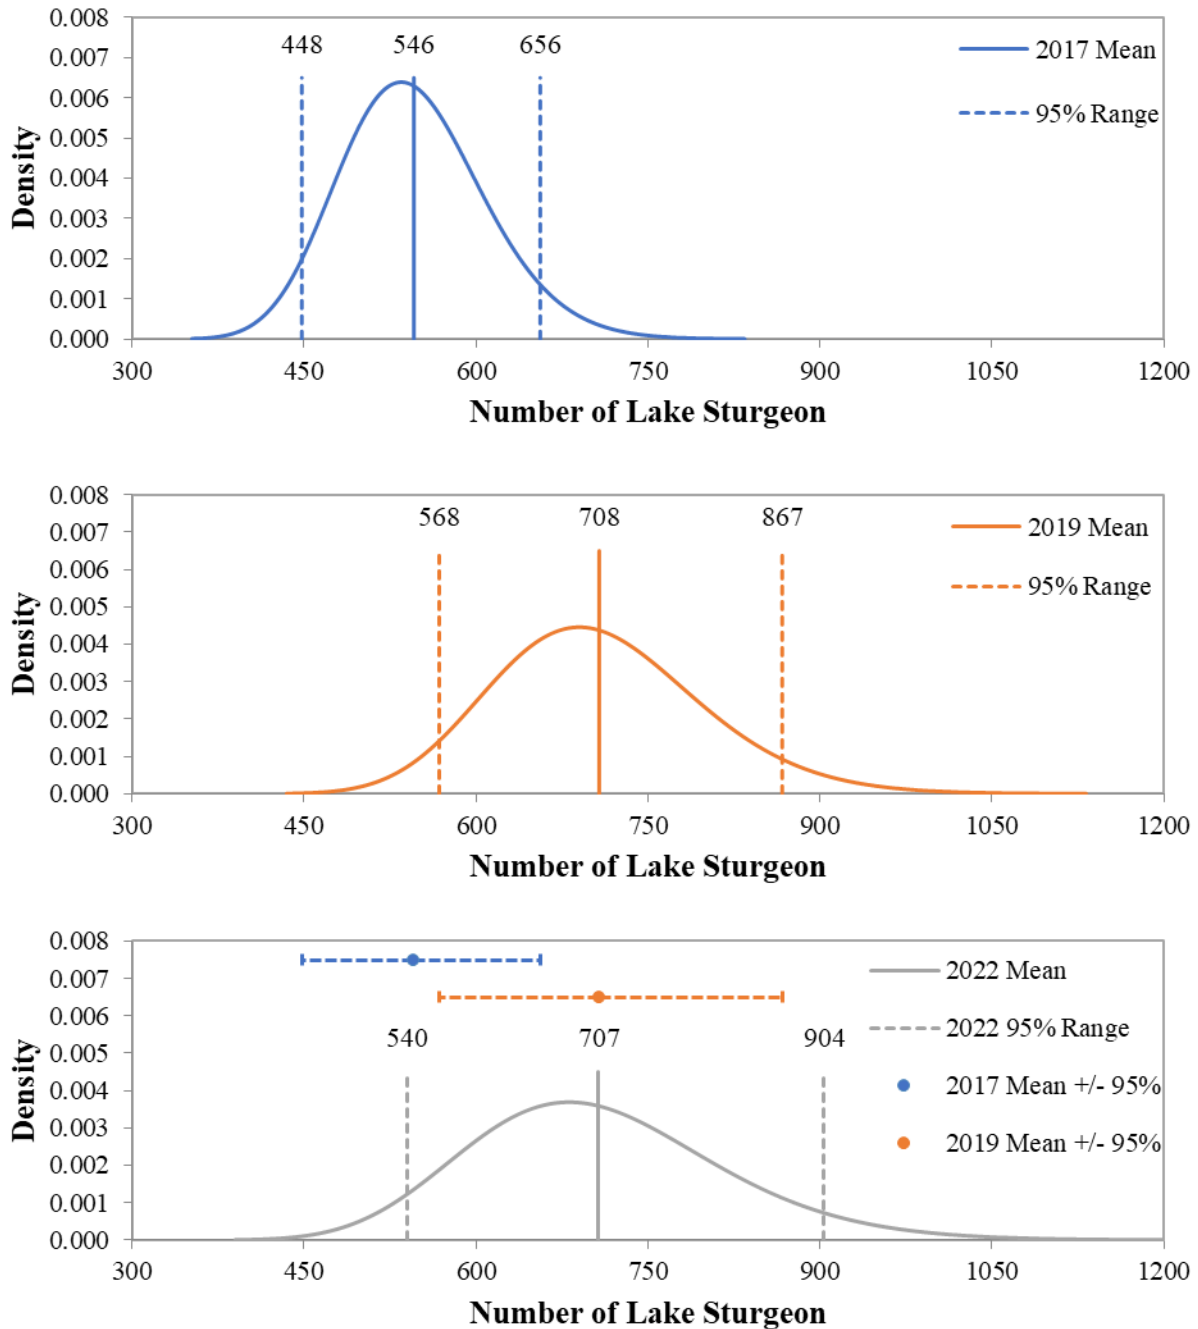 0.008
448 546 656
2017 Mean
0.007
0.006
95% Range
0.005
Density
0.004
0.003
0.002
0.001
0.000
300 450 600 750 900 1050 1200
Number of Lake Sturgeon
0.008
568 708 867
2019 Mean
0.007
0.006
95% Range
0.005
Density
0.004
0.003
0.002
0.001
0.000
300 450 600 750 900 1050 1200
Number of Lake Sturgeon
0.008
2022 Mean
0.007
0.006
540 707 904
2022 95% Range
0.005
Density
0.004
2017 Mean +/- 95%
0.003
2019 Mean +/- 95%
0.002
0.001
0.000
300 450 600 750 900 1050 1200
Number of Lake Sturgeon